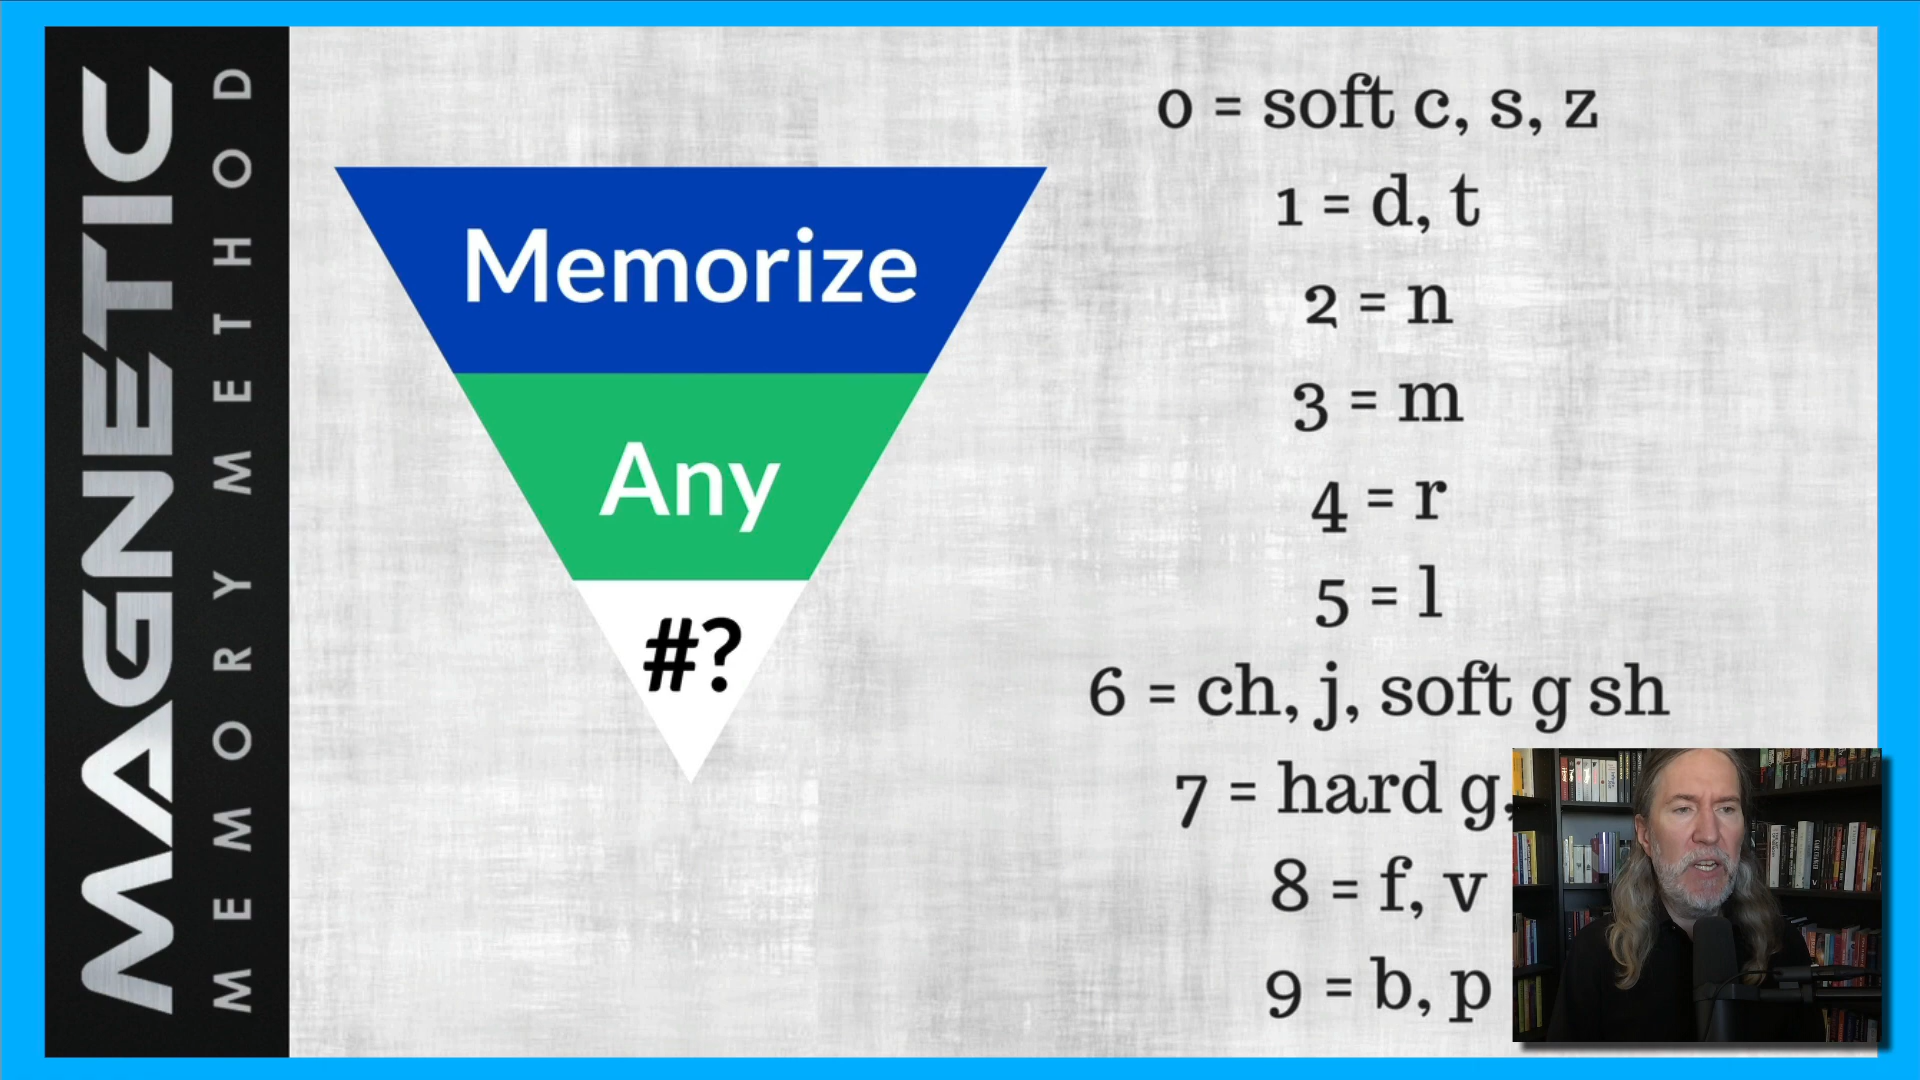 MAGNETIC
MEMORY METHOD
Memorize
Any
#?
0 = soft c, s, z
1 = d, t
2 = n
3 = m
4 = r
5 = l
6 = ch, j, soft g sh
7 = hard g,
8 = f, v
9 = b, p